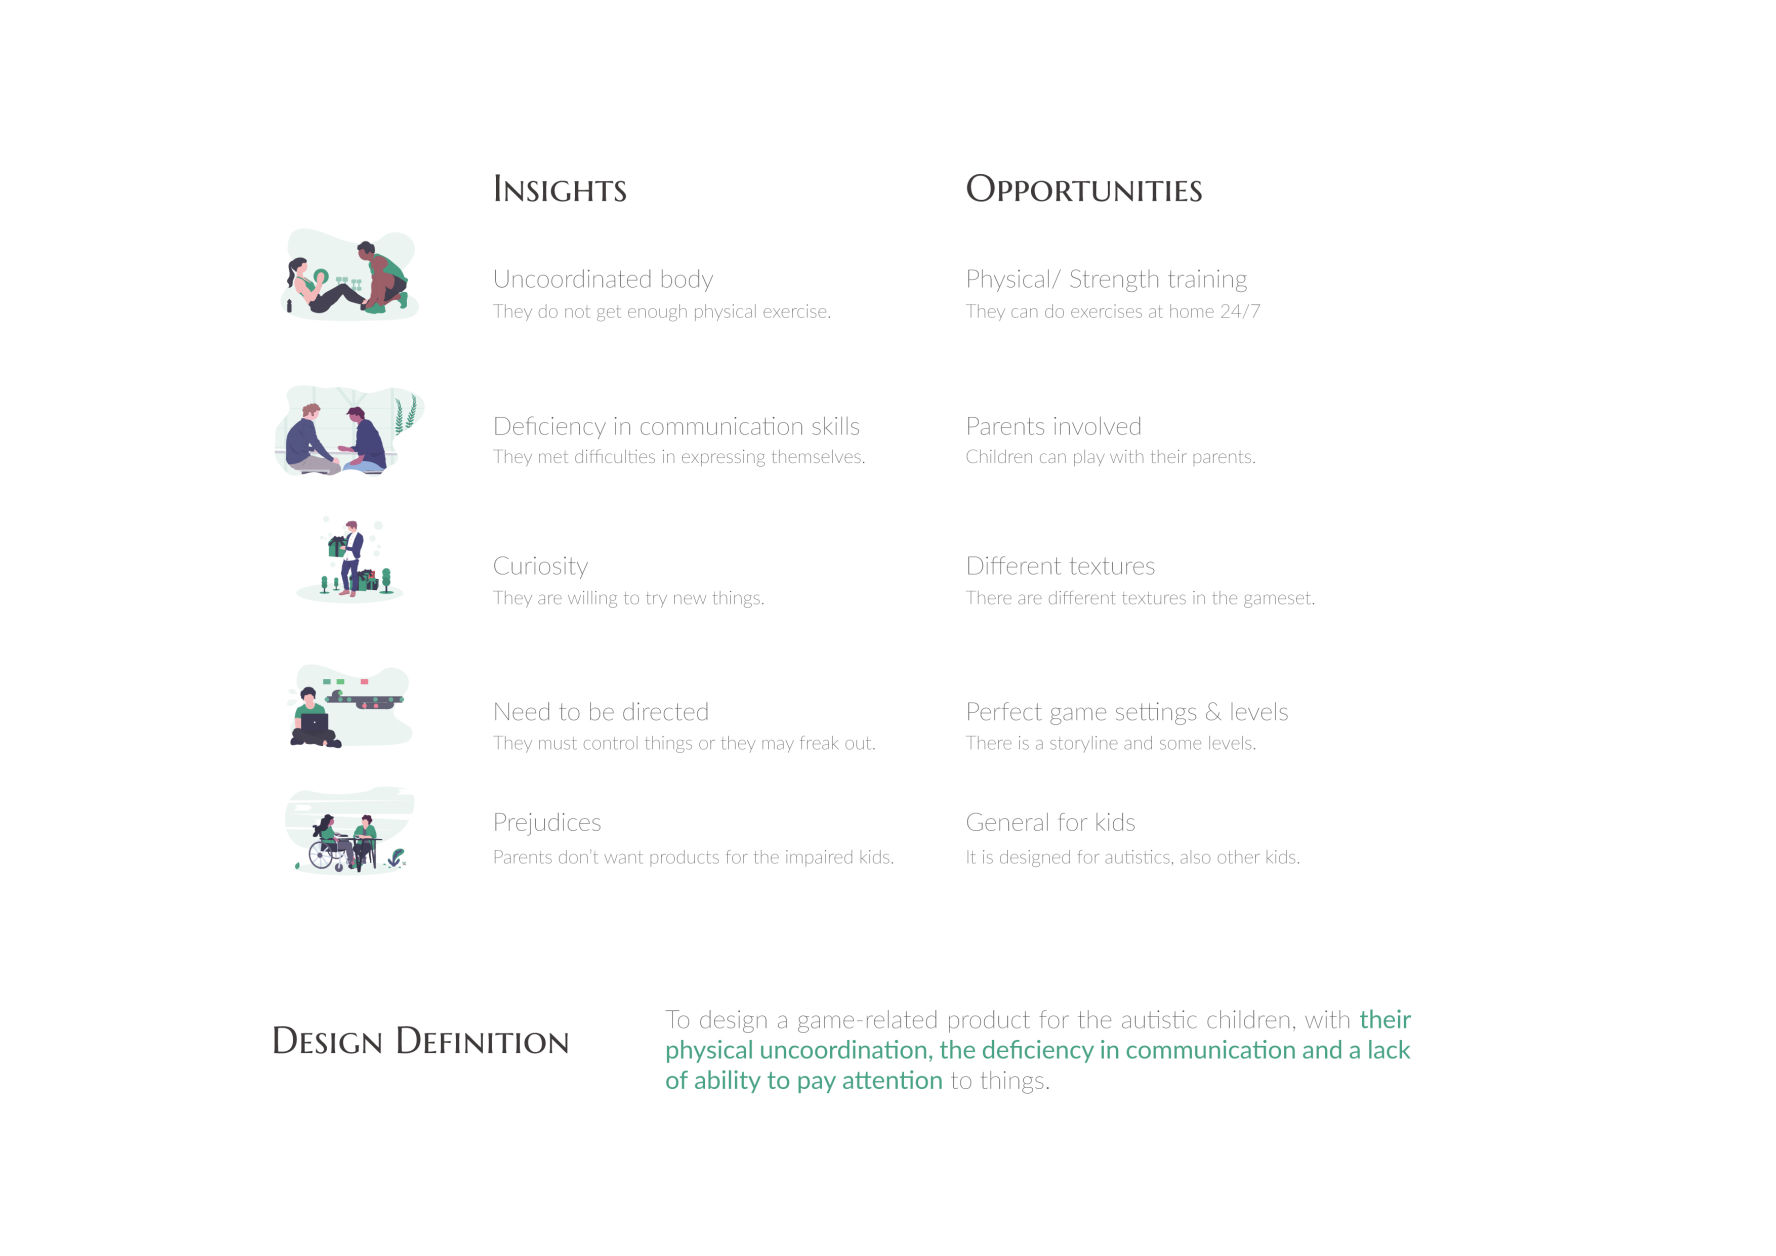 Insights
Opportunities
Uncoordinated body
They do not get enough physical exercise.
Physical/ Strength training
They can do exercises at home 24/7
Deficiency in communication skills
They met difficulties in expressing themselves.
Parents involved
Children can play with their parents.
Curiosity
They are willing to try new things.
Different textures
There are different textures in the gameset.
Need to be directed
They must control things or they may freak out.
Perfect game settings & levels
There is a storyline and some levels.
Prejudices
Parents don't want products for the impaired kids.
General for kids
It is designed for autistics, also other kids.
Design Definition
To design a game-related product for the autistic children, with their
physical uncoordination, the deficiency in communication and a lack
of ability to pay attention to things.